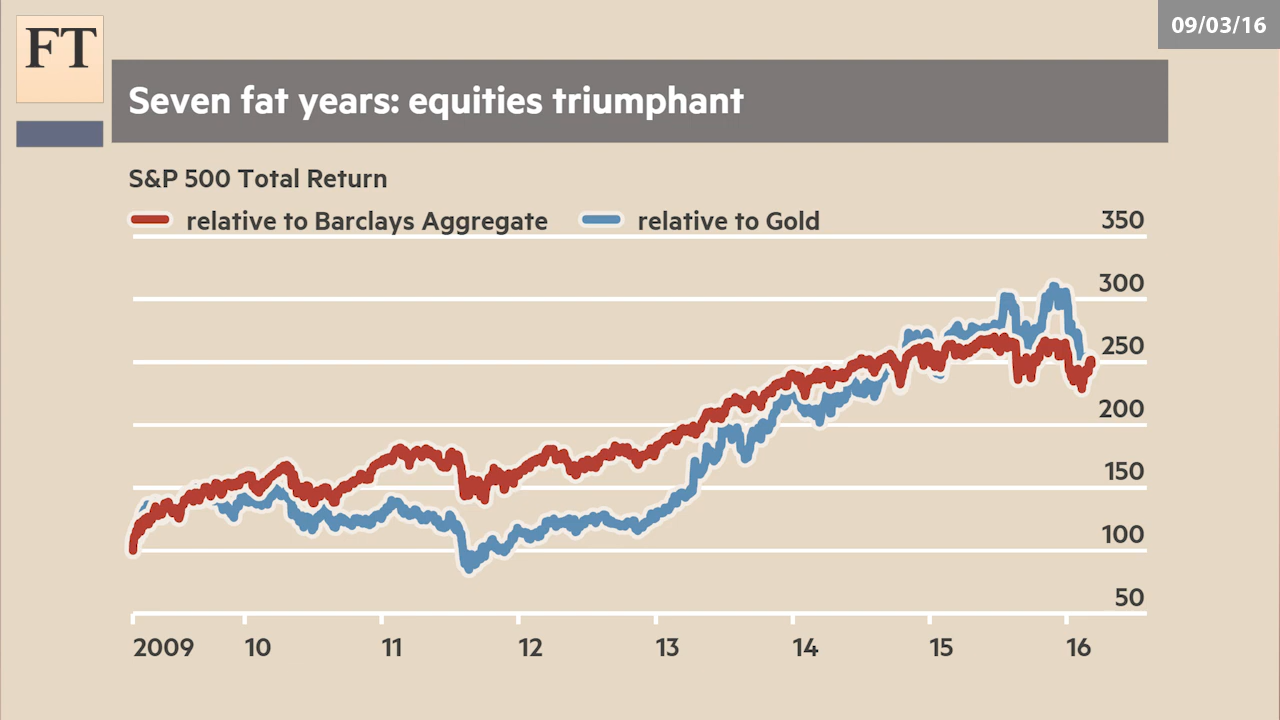 FT
09/03/16
Seven fat years: equities triumphant
S&P 500 Total Return
relative to Barclays Aggregate
relative to Gold
350
300
250
200
150
100
50
2009 10 11 12 13 14 15 16